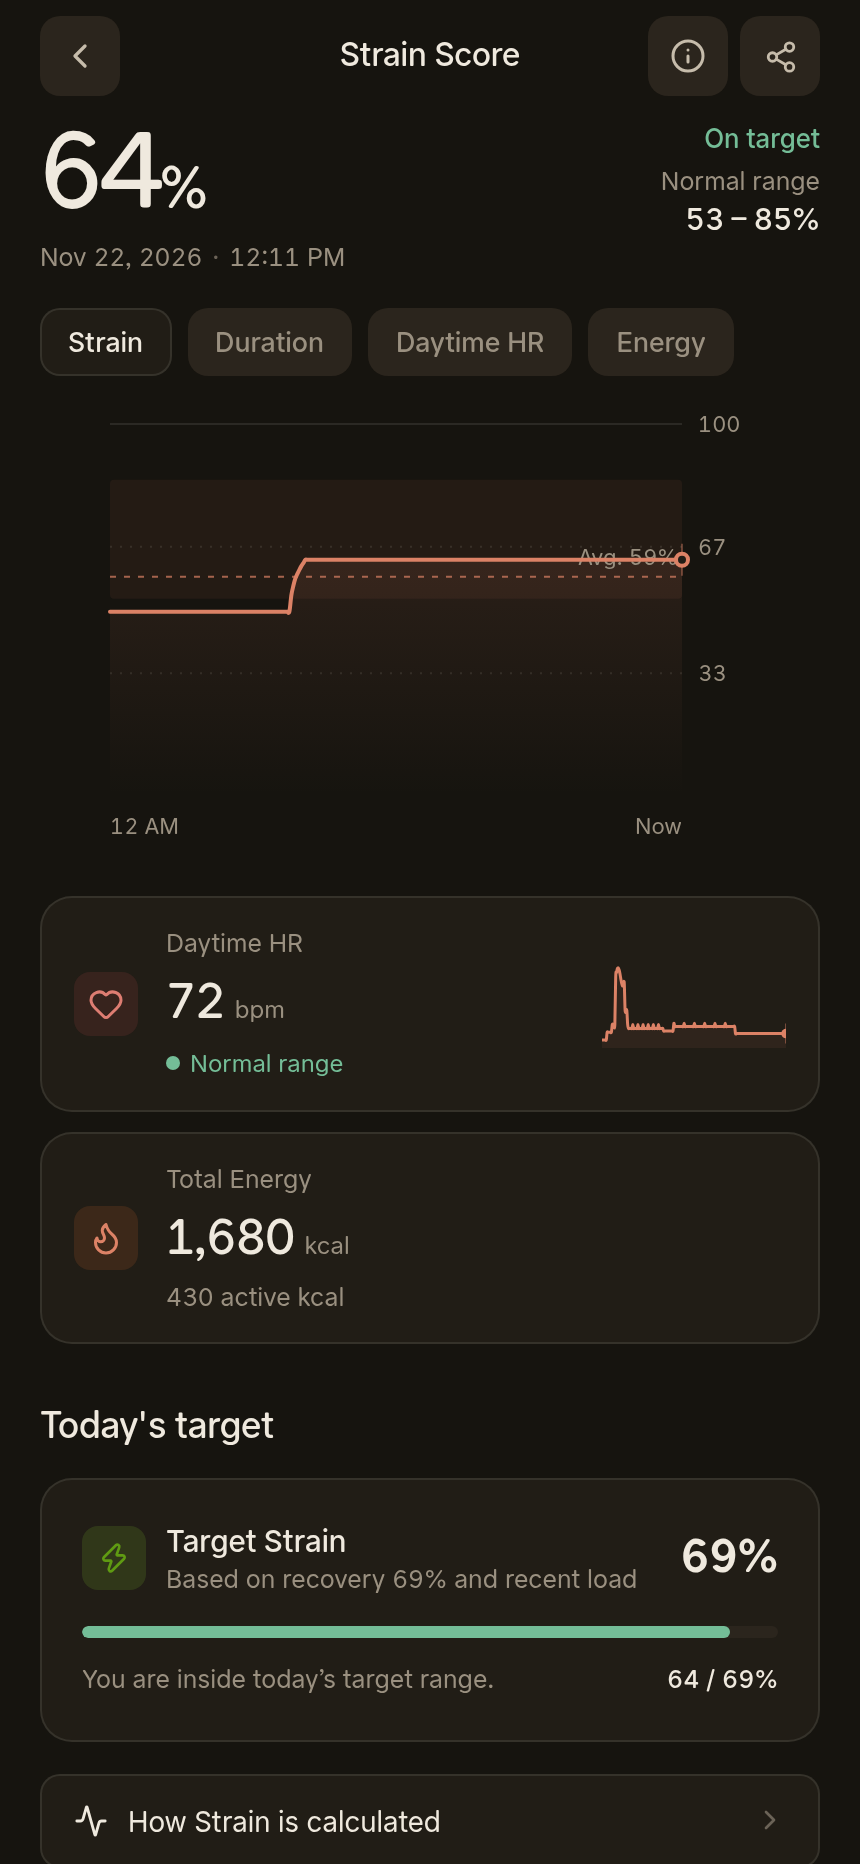 Strain Score
64%
On target
Normal range
53 – 85%
Nov 22, 2026 · 12:11 PM
Strain
Duration
Daytime HR
Energy
100
Avg. 59%
67
33
12 AM
Now
Daytime HR
72 bpm
Normal range
Total Energy
1,680 kcal
430 active kcal
Today's target
Target Strain
69%
Based on recovery 69% and recent load
You are inside today’s target range.
64 / 69%
How Strain is calculated